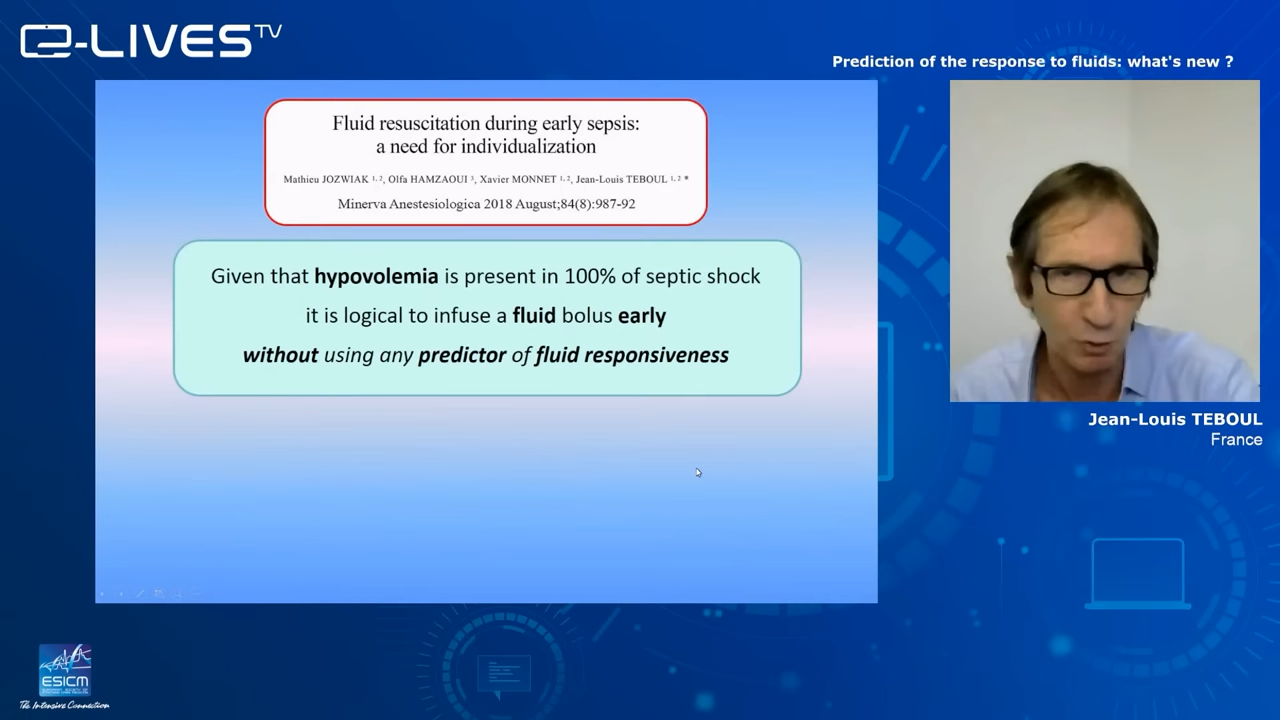 e-LIVES TV
Prediction of the response to fluids: what's new ?
Fluid resuscitation during early sepsis:
a need for individualization
Mathieu JOZWIAK 1, 2, Olfa HAMZAOUI 3, Xavier MONNET 1, 2, Jean-Louis TEBOUL 1, 2 *
Minerva Anestesiologica 2018 August;84(8):987-92
Given that hypovolemia is present in 100% of septic shock
it is logical to infuse a fluid bolus early
without using any predictor of fluid responsiveness
Jean-Louis TEBOUL
France
ESICM
The Intensive Connection